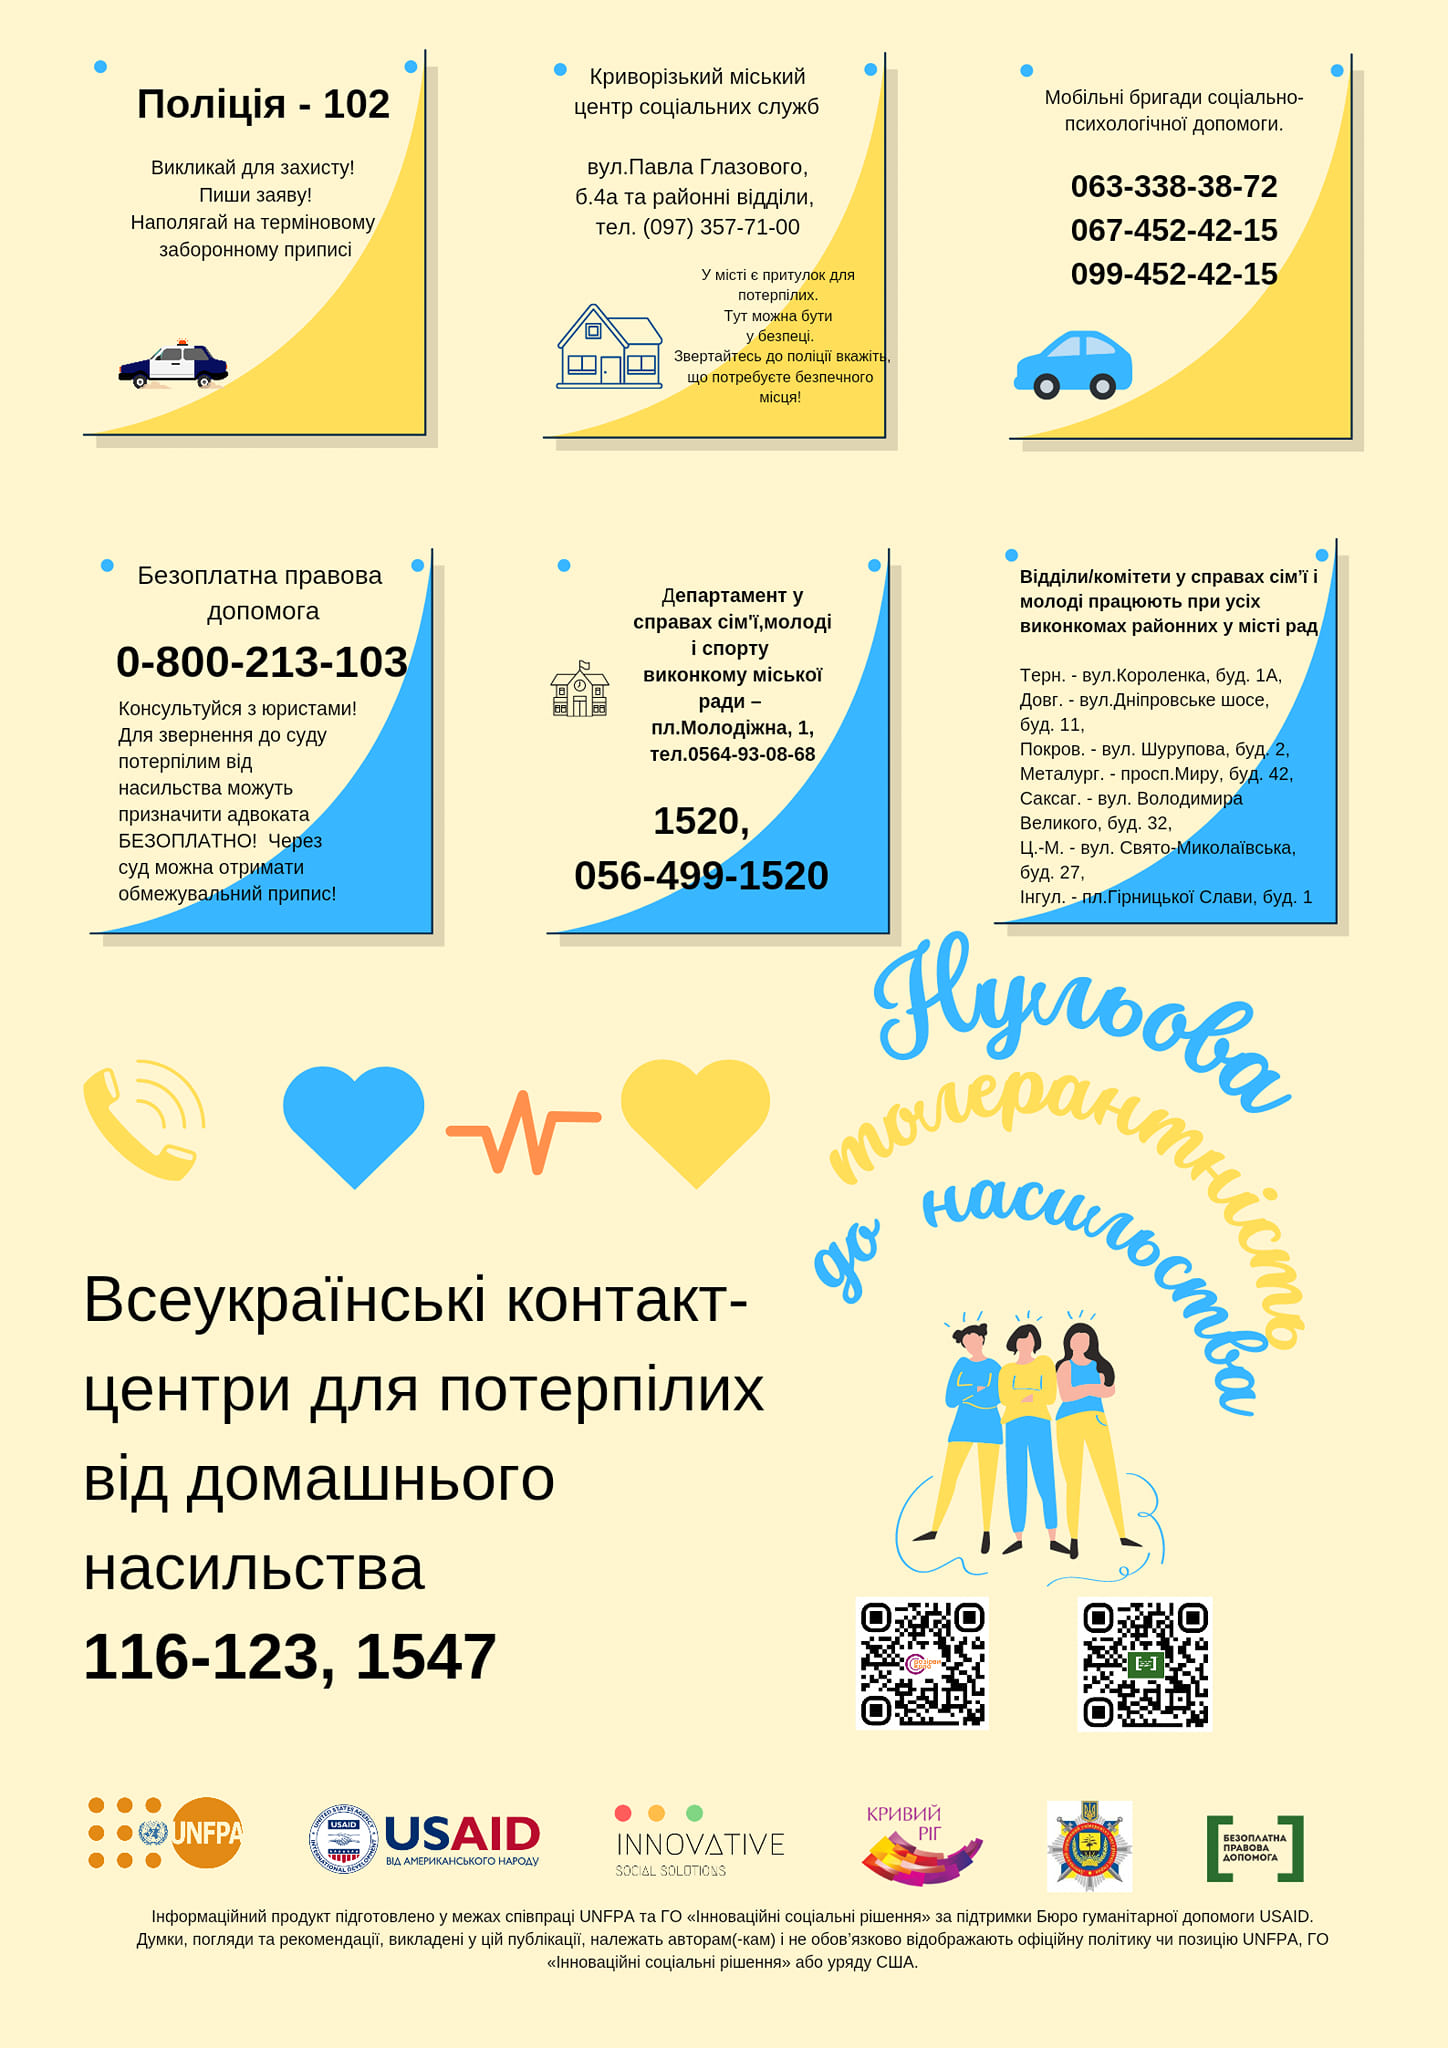 Поліція - 102
Викликай для захисту!
Пиши заяву!
Наполягай на терміновому
заборонному приписі
Криворізький міський
центр соціальних служб
вул.Павла Глазового,
б.4а та районні відділи,
тел. (097) 357-71-00
У місті є притулок для
потерпілих.
Тут можна бути
у безпеці.
Звертайтесь до поліції вкажіть,
що потребуєте безпечного
місця!
Мобільні бригади соціально-
психологічної допомоги.
063-338-38-72
067-452-42-15
099-452-42-15
Безоплатна правова
допомога
0-800-213-103
Консультуйся з юристами!
Для звернення до суду
потерпілим від
насильства можуть
призначити адвоката
БЕЗОПЛАТНО!  Через
суд можна отримати
обмежувальний припис!
Департамент у
справах сім'ї,молоді
і спорту
виконкому міської
ради –
пл.Молодіжна, 1,
тел.0564-93-08-68
1520,
056-499-1520
Відділи/комітети у справах сім’ї і
молоді працюють при усіх
виконкомах районних у місті рад
Терн. - вул.Короленка, буд. 1А,
Довг. - вул.Дніпровське шосе,
буд. 11,
Покров. - вул. Шурупова, буд. 2,
Металург. - просп.Миру, буд. 42,
Саксаг. - вул. Володимира
Великого, буд. 32,
Ц.-М. - вул. Свято-Миколаївська,
буд. 27,
Інгул. - пл.Гірницької Слави, буд. 1
Нульова
толерантність
до насильства
Всеукраїнські контакт-
центри для потерпілих
від домашнього
насильства
116-123, 1547
UNFPA
UNITED STATES AGENCY
USAID
INTERNATIONAL DEVELOPMENT
USAID
ВІД АМЕРИКАНСЬКОГО НАРОДУ
INNOVATIVE
SOCIAL SOLUTIONS
КРИВИЙ
РІГ
БЕЗОПЛАТНА
ПРАВОВА
ДОПОМОГА
Інформаційний продукт підготовлено у межах співпраці UNFPA та ГО «Інноваційні соціальні рішення» за підтримки Бюро гуманітарної допомоги USAID.
Думки, погляди та рекомендації, викладені у цій публікації, належать авторам(-кам) і не обов’язково відображають офіційну політику чи позицію UNFPA, ГО
«Інноваційні соціальні рішення» або уряду США.